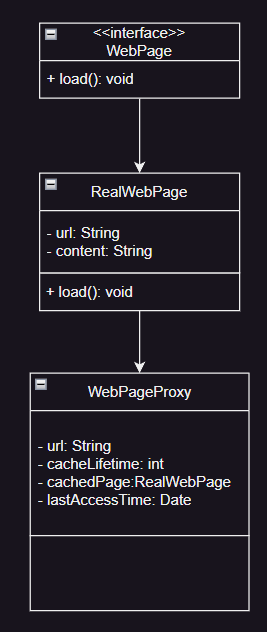 <<interface>>
WebPage
+ load(): void
RealWebPage
- url: String
- content: String
+ load(): void
WebPageProxy
- url: String
- cacheLifetime: int
- cachedPage:RealWebPage
- lastAccessTime: Date